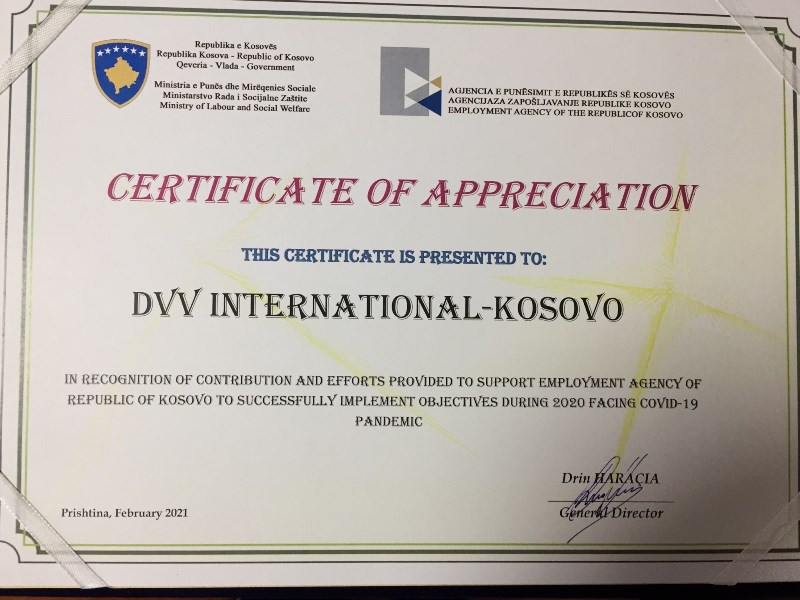 Republika e Kosovës
Republika Kosova - Republic of Kosovo
Qeveria - Vlada - Government
Ministria e Punës dhe Mirëqenies Sociale
Ministarstvo Rada i Socijalne Zaštite
Ministry of Labour and Social Welfare
AGJENCIA E PUNËSIMIT E REPUBLIKËS SË KOSOVËS
AGENCIJAZA ZAPOŠLJAVANJE REPUBLIKE KOSOVO
EMPLOYMENT AGENCY OF THE REPUBLICOF KOSOVO
CERTIFICATE OF APPRECIATION
THIS CERTIFICATE IS PRESENTED TO:
DVV INTERNATIONAL-KOSOVO
IN RECOGNITION OF CONTRIBUTION AND EFFORTS PROVIDED TO SUPPORT EMPLOYMENT AGENCY OF
REPUBLIC OF KOSOVO TO SUCCESSFULLY IMPLEMENT OBJECTIVES DURING 2020 FACING COVID-19
PANDEMIC
Drin HARAÇIA
General Director
Prishtina, February 2021